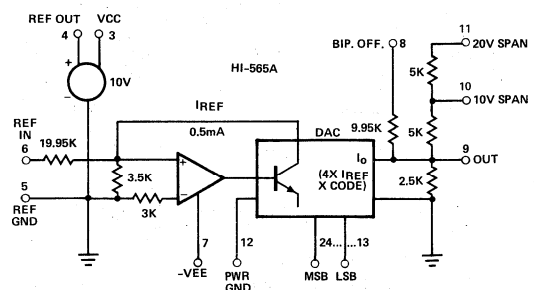 REF OUT VCC
4 3
+
−
10V
HI-565A
BIP. OFF. 8
11
20V SPAN
5K
10
10V SPAN
IREF
0.5mA
9.95K
5K
REF
IN
6
19.95K
DAC
IO
(4X IREF
X CODE)
9
OUT
3.5K
+
−
2.5K
5
REF
GND
3K
7
12
24......13
-VEE
PWR
GND
MSB LSB